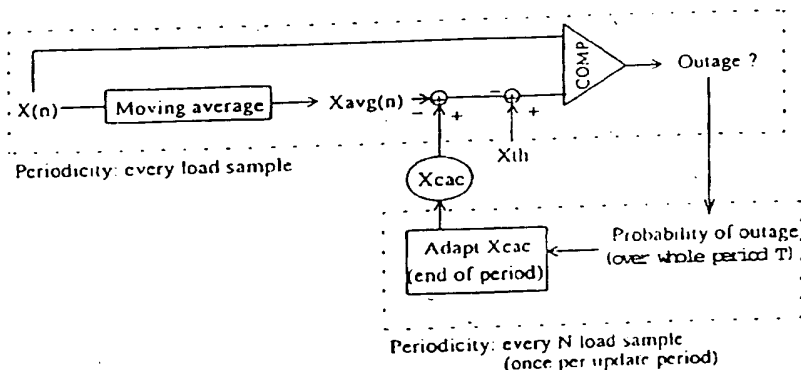 COMP
Outage ?
X(n)
Moving average
Xavg(n)
−
+
−
+
Xth
Periodicity: every load sample
Xcac
Adapt Xcac
(end of period)
Probability of outage
(over whole period T)
Periodicity: every N load sample
(once per update period)